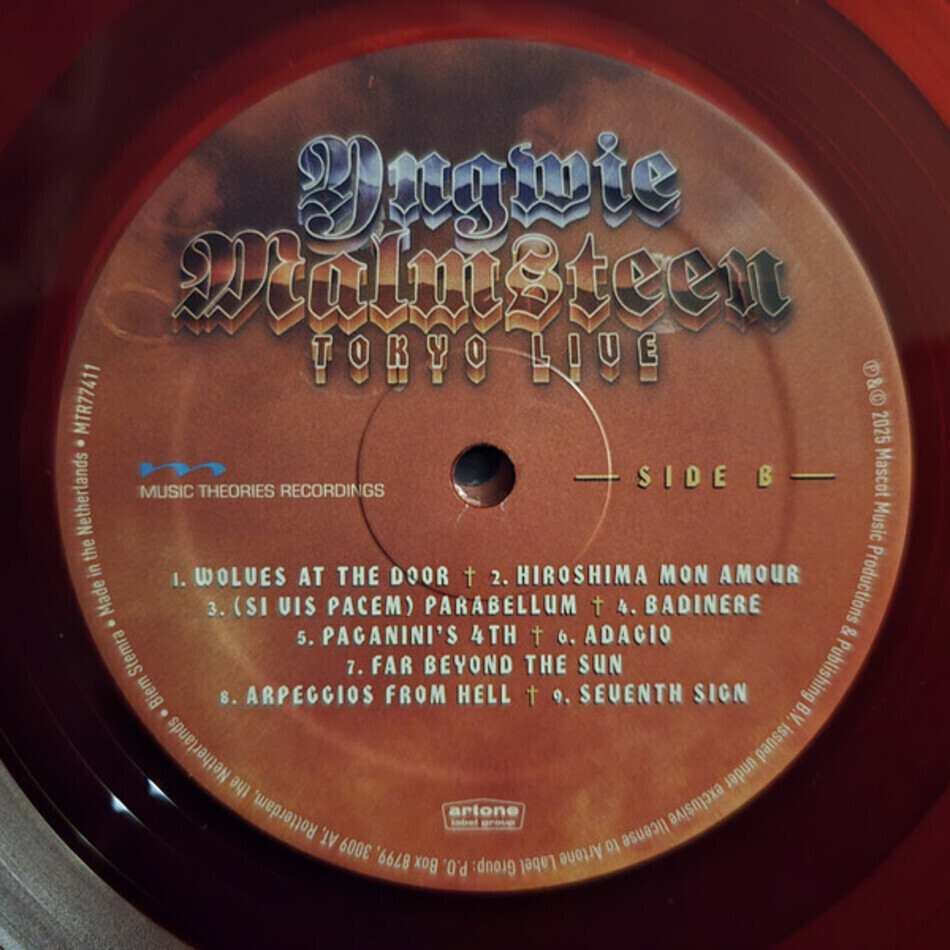 Yngwie
Malmsteen
TOKYO LIVE
MUSIC THEORIES RECORDINGS
SIDE B
1. WOLVES AT THE DOOR † 2. HIROSHIMA MON AMOUR
3. (SI VIS PACEM) PARABELLUM † 4. BADINERE
5. PAGANINI'S 4TH † 6. ADAGIO
7. FAR BEYOND THE SUN
8. ARPEGGIOS FROM HELL † 9. SEVENTH SIGN
artone
label group
℗ & © 2025 Mascot Music Productions & Publishing B.V. Issued under exclusive license to Artone Label Group: P.O. Box 8799, 3009 AT, Rotterdam, the Netherlands • Biem Stemra • Made in the Netherlands • MTR77411